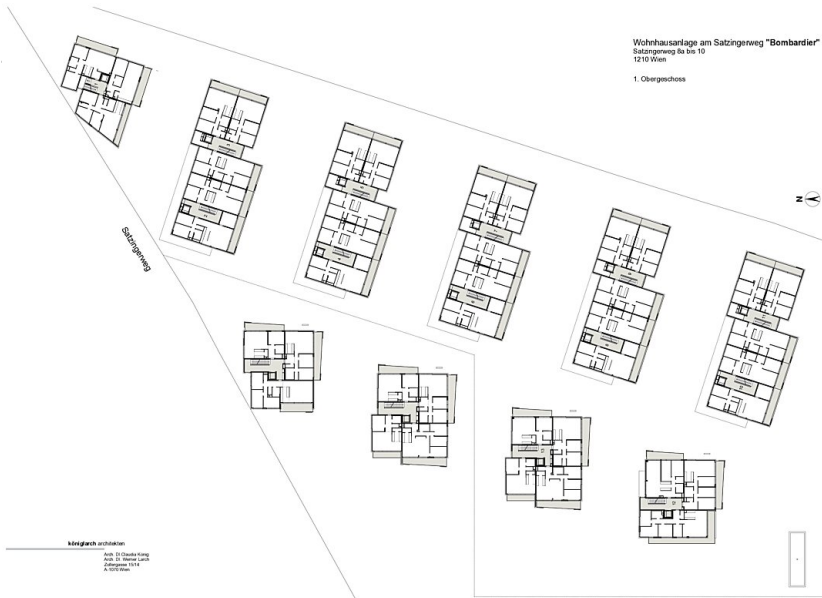 Wohnhausanlage am Satzingerweg "Bombardier"
Satzingerweg 8a bis 10
1210 Wien
1. Obergeschoss
N
Satzingerweg
königlarch architekten
Arch. DI Claudia König
Arch. DI. Werner Larch
Zollergasse 15/14
A-1070 Wien